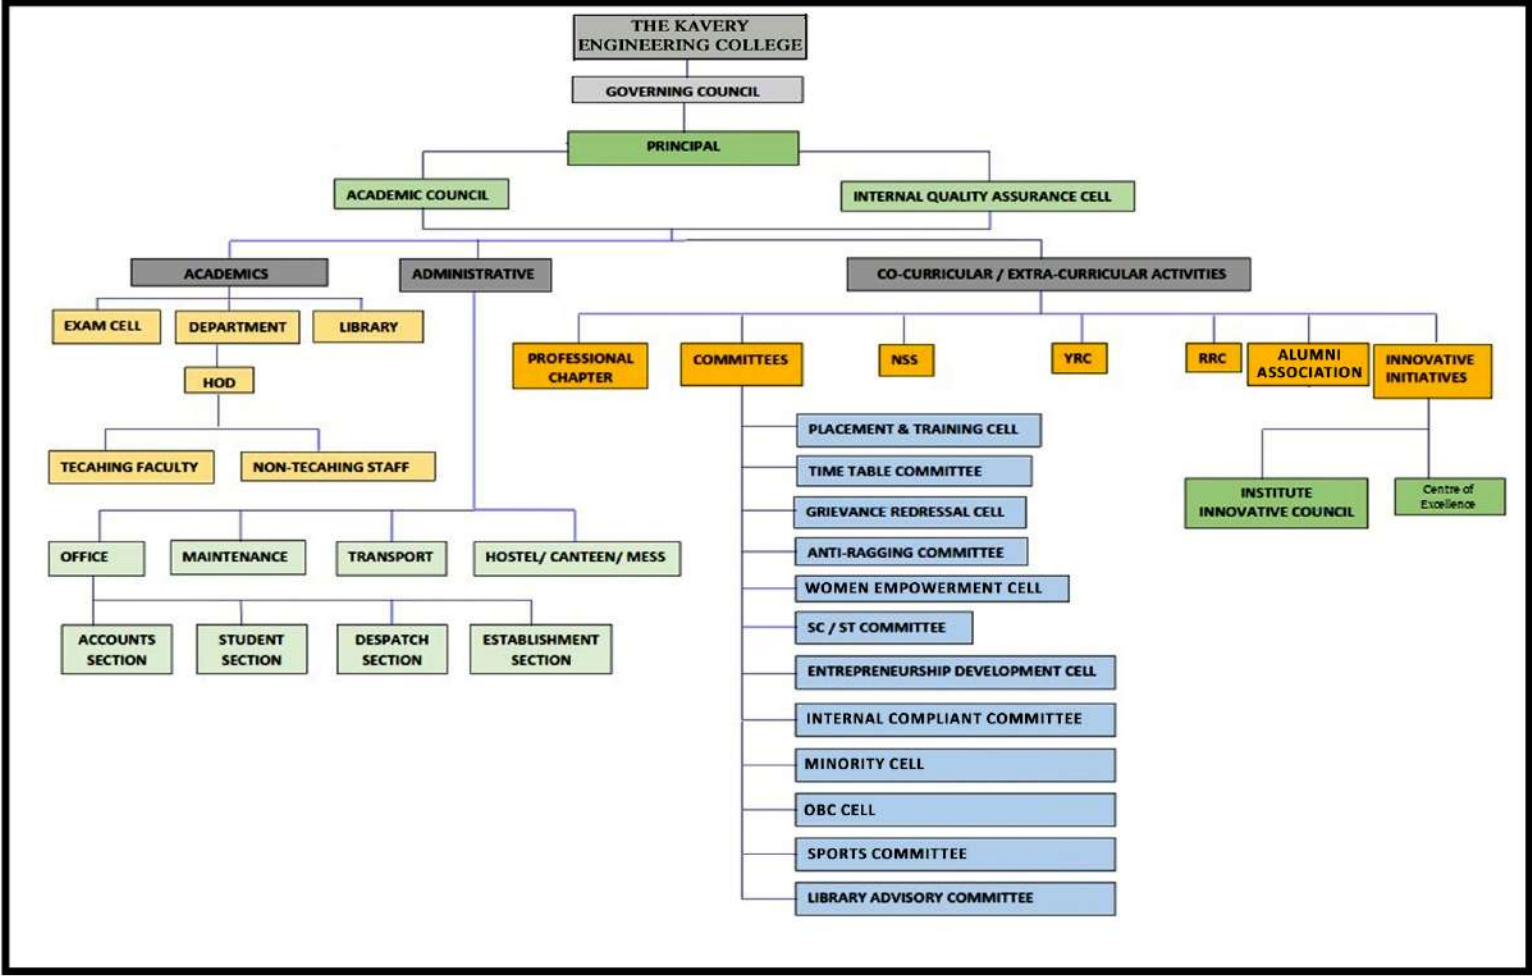 THE KAVERY
ENGINEERING COLLEGE
GOVERNING COUNCIL
PRINCIPAL
ACADEMIC COUNCIL
INTERNAL QUALITY ASSURANCE CELL
ACADEMICS
ADMINISTRATIVE
CO-CURRICULAR / EXTRA-CURRICULAR ACTIVITIES
EXAM CELL
DEPARTMENT
LIBRARY
HOD
TECAHING FACULTY
NON-TECAHING STAFF
PROFESSIONAL
CHAPTER
COMMITTEES
NSS
YRC
RRC
ALUMNI
ASSOCIATION
INNOVATIVE
INITIATIVES
PLACEMENT & TRAINING CELL
TIME TABLE COMMITTEE
GRIEVANCE REDRESSAL CELL
ANTI-RAGGING COMMITTEE
WOMEN EMPOWERMENT CELL
SC / ST COMMITTEE
ENTREPRENEURSHIP DEVELOPMENT CELL
INTERNAL COMPLIANT COMMITTEE
MINORITY CELL
OBC CELL
SPORTS COMMITTEE
LIBRARY ADVISORY COMMITTEE
INSTITUTE
INNOVATIVE COUNCIL
Centre of
Excellence
OFFICE
MAINTENANCE
TRANSPORT
HOSTEL/ CANTEEN/ MESS
ACCOUNTS
SECTION
STUDENT
SECTION
DESPATCH
SECTION
ESTABLISHMENT
SECTION